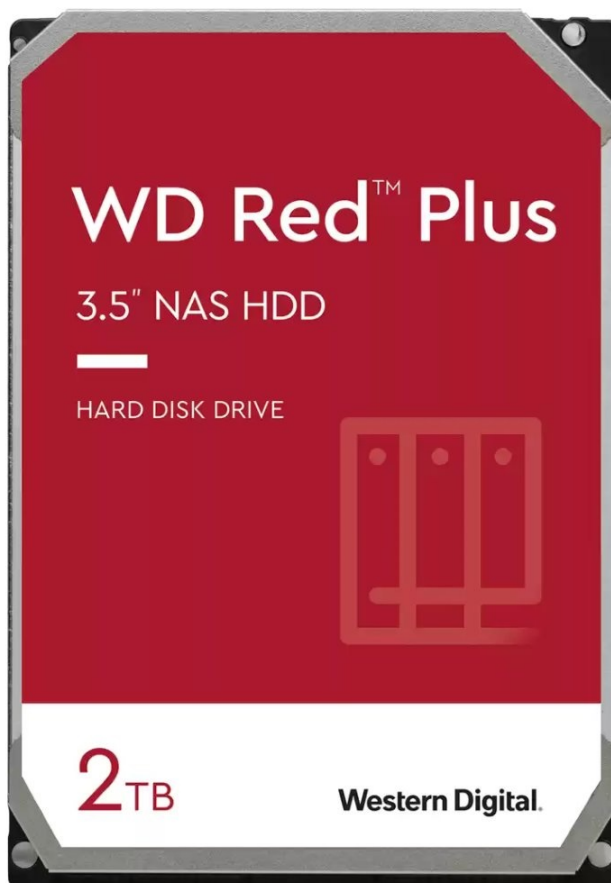 WD Red™ Plus
3.5" NAS HDD
HARD DISK DRIVE
2TB
Western Digital.